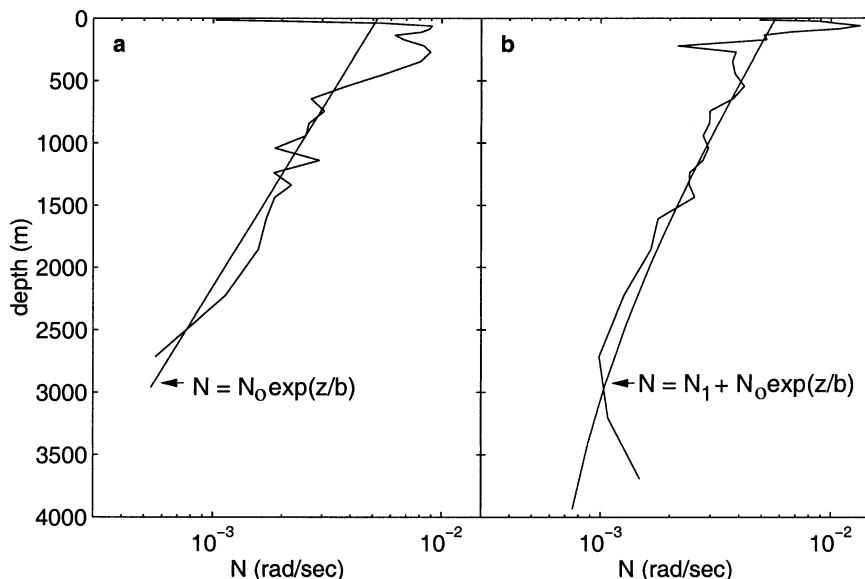 a
b
0
500
1000
1500
2000
2500
3000
3500
4000
depth (m)
N = Noexp(z/b)
N = N1 + Noexp(z/b)
10-3
10-2
10-3
10-2
N (rad/sec)
N (rad/sec)